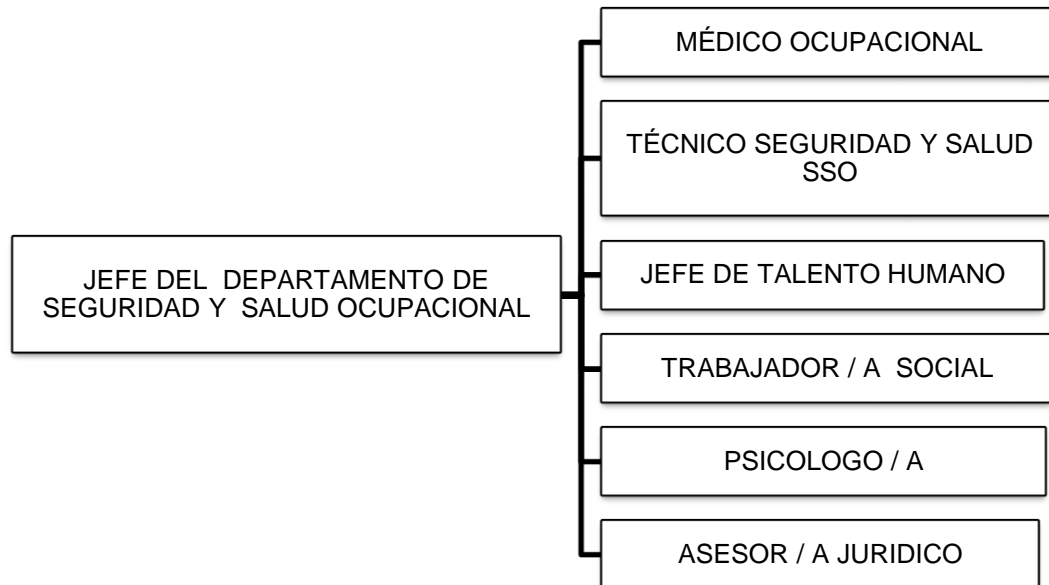 MÉDICO OCUPACIONAL
TÉCNICO SEGURIDAD Y SALUD
SSO
JEFE DEL DEPARTAMENTO DE
SEGURIDAD Y SALUD OCUPACIONAL
JEFE DE TALENTO HUMANO
TRABAJADOR / A SOCIAL
PSICOLOGO / A
ASESOR / A JURIDICO